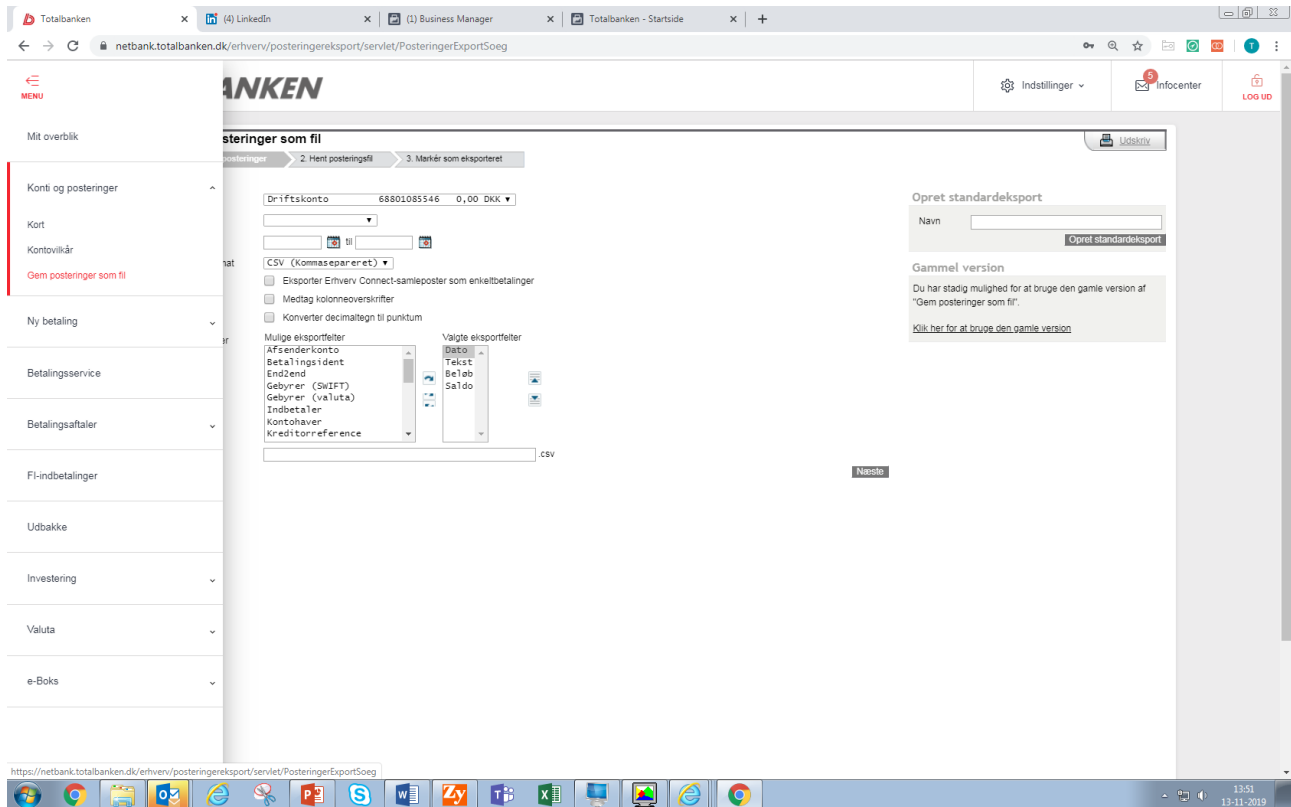 Totalbanken
(4) LinkedIn
(1) Business Manager
Totalbanken - Startside
netbank.totalbanken.dk/erhverv/posteringereksport/servlet/PosteringerExportSoeg
T
MENU
ANKEN
Indstillinger
5
Infocenter
LOG UD
Mit overblik
Konti og posteringer
Kort
Kontovilkår
Gem posteringer som fil
Ny betaling
Betalingsservice
Betalingsaftaler
FI-indbetalinger
Udbakke
Investering
Valuta
e-Boks
steringer som fil
Udskriv
posteringer
2. Hent posteringsfil
3. Markér som eksporteret
Driftskonto 68801085546 0,00 DKK
til
mat
CSV (Kommasepareret)
Eksporter Erhverv Connect-samleposter som enkeltbetalinger
Medtag kolonneoverskrifter
Konverter decimaltegn til punktum
er
Mulige eksportfelter
Afsenderkonto
Betalingsident
End2end
Gebyrer (SWIFT)
Gebyrer (valuta)
Indbetaler
Kontohaver
Kreditorreference
Valgte eksportfelter
Dato
Tekst
Beløb
Saldo
.csv
Næste
Opret standardeksport
Navn
Opret standardeksport
Gammel version
Du har stadig mulighed for at bruge den gamle version af
"Gem posteringer som fil".
Klik her for at bruge den gamle version
https://netbank.totalbanken.dk/erhverv/posteringereksport/servlet/PosteringerExportSoeg
Zy
13:51
13-11-2019